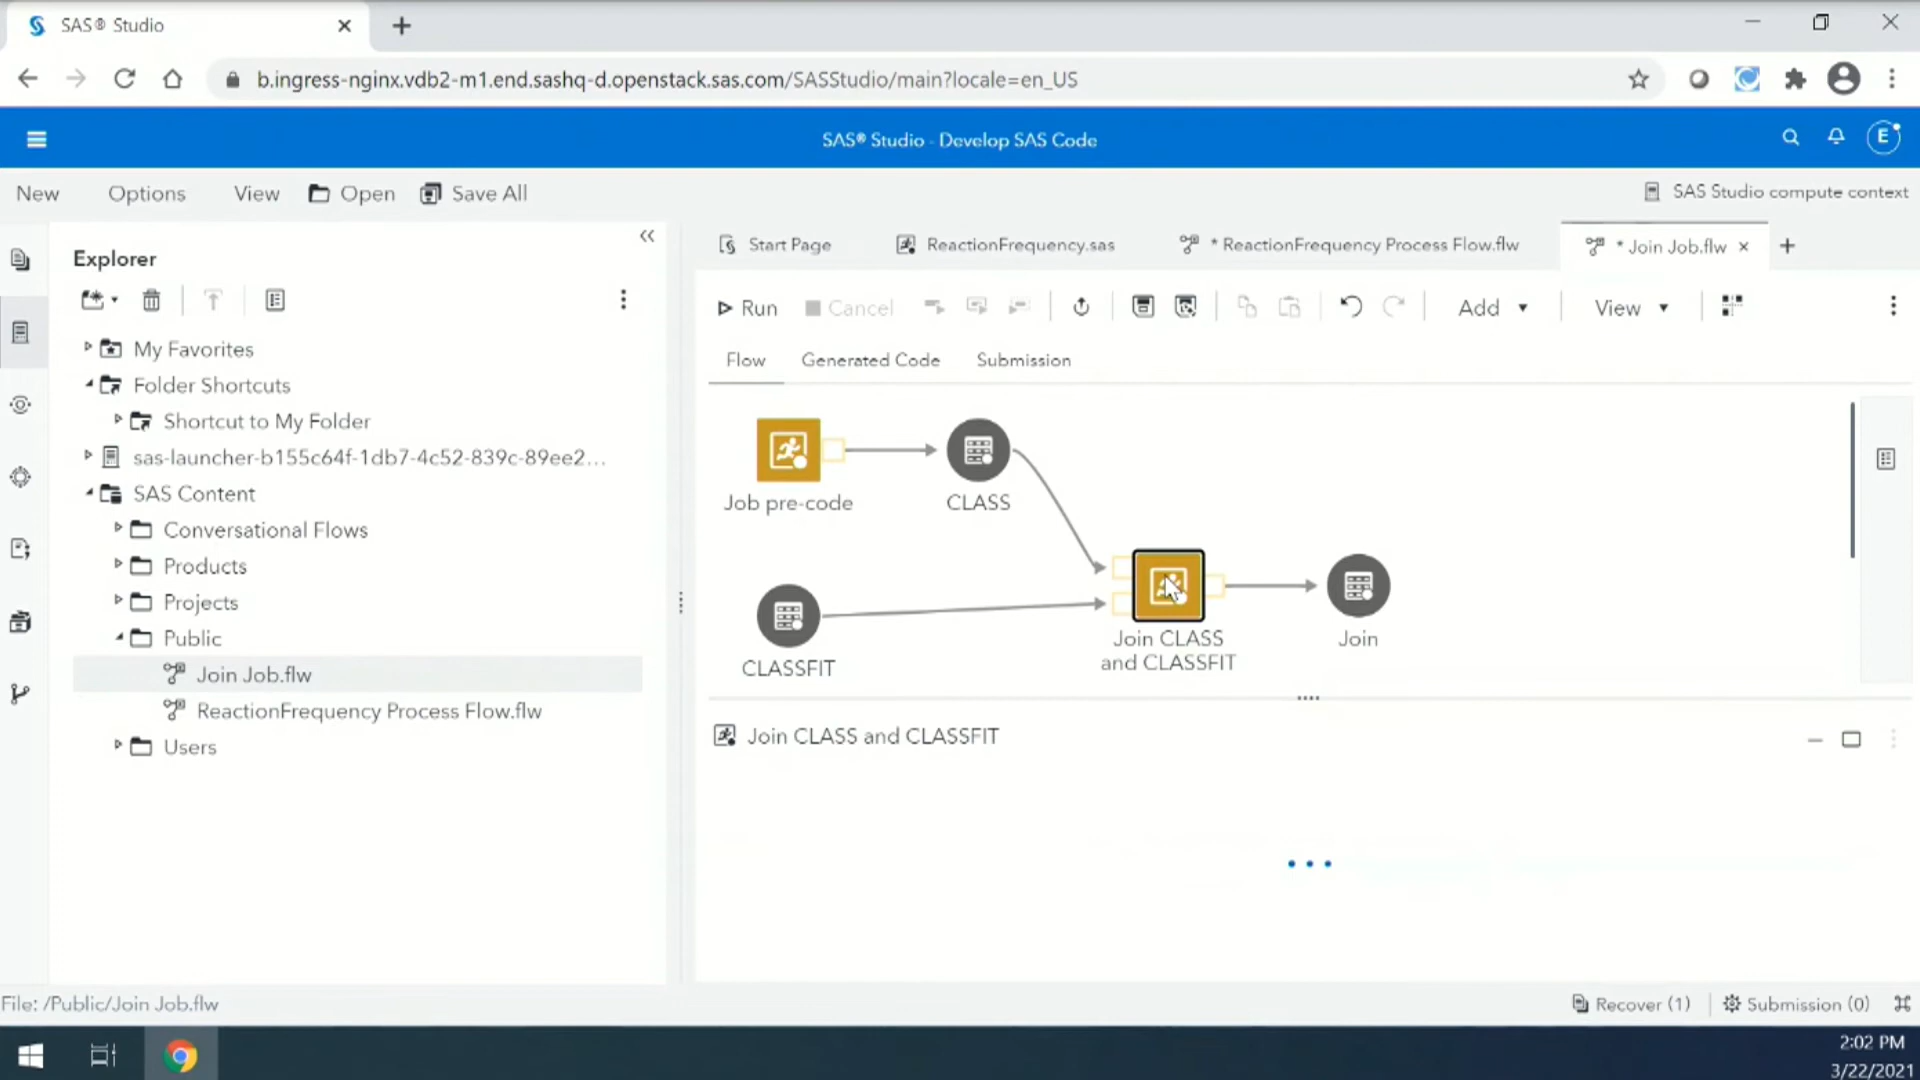 SAS® Studio
b.ingress-nginx.vdb2-m1.end.sashq-d.openstack.sas.com/SASStudio/main?locale=en_US
SAS® Studio - Develop SAS Code
E
New Options View Open Save All
SAS Studio compute context
Explorer
My Favorites
Folder Shortcuts
Shortcut to My Folder
sas-launcher-b155c64f-1db7-4c52-839c-89ee2...
SAS Content
Conversational Flows
Products
Projects
Public
Join Job.flw
ReactionFrequency Process Flow.flw
Users
Start Page ReactionFrequency.sas * ReactionFrequency Process Flow.flw * Join Job.flw
Run Cancel Add View
Flow Generated Code Submission
Job pre-code
CLASS
CLASSFIT
Join CLASS
and CLASSFIT
Join
Join CLASS and CLASSFIT
File: /Public/Join Job.flw
Recover (1) Submission (0)
2:02 PM
3/22/2021